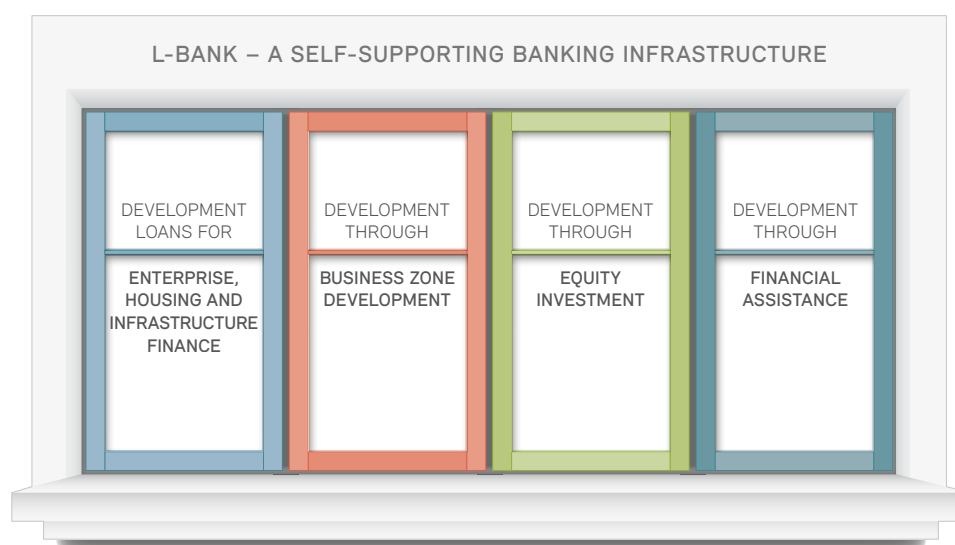 L-BANK – A SELF-SUPPORTING BANKING INFRASTRUCTURE
DEVELOPMENT
LOANS FOR
ENTERPRISE,
HOUSING AND
INFRASTRUCTURE
FINANCE
DEVELOPMENT
THROUGH
BUSINESS ZONE
DEVELOPMENT
DEVELOPMENT
THROUGH
EQUITY
INVESTMENT
DEVELOPMENT
THROUGH
FINANCIAL
ASSISTANCE